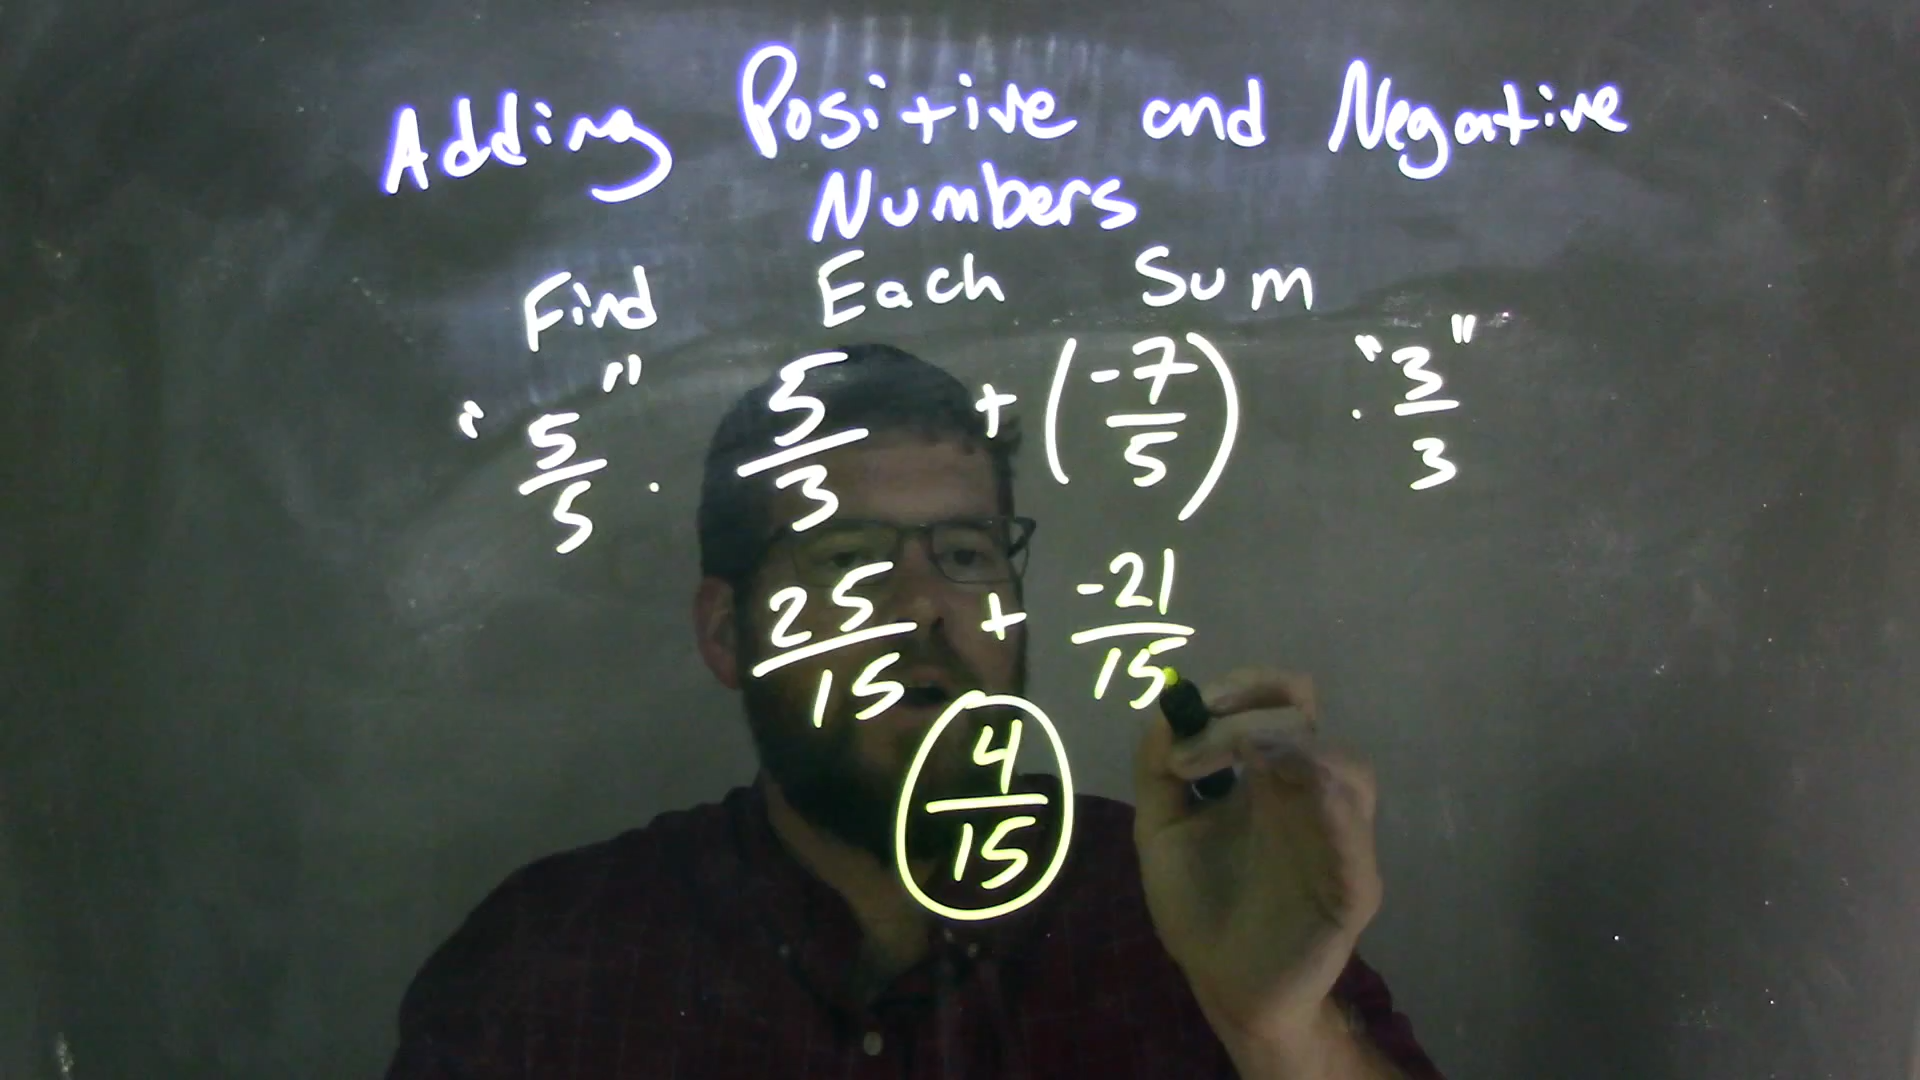 Adding Positive and Negative
Numbers
Find Each Sum
"5/5" · 5/3 + (-7/5) · "3/3"
25/15 + -21/15
4/15